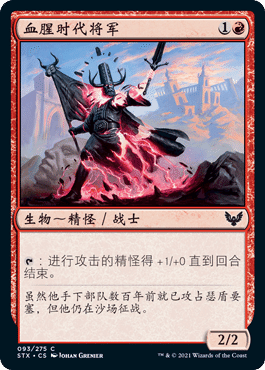 血腥时代将军 1
生物～精怪/战士
：进行攻击的精怪得 +1/+0 直到回合
结束。
虽然他手下部队数百年前就已攻占瑟盾要
塞，但他仍在沙场征战。
2/2
093/275 C
STX • CS JOHAN GRENIER
™ & © 2021 Wizards of the Coast